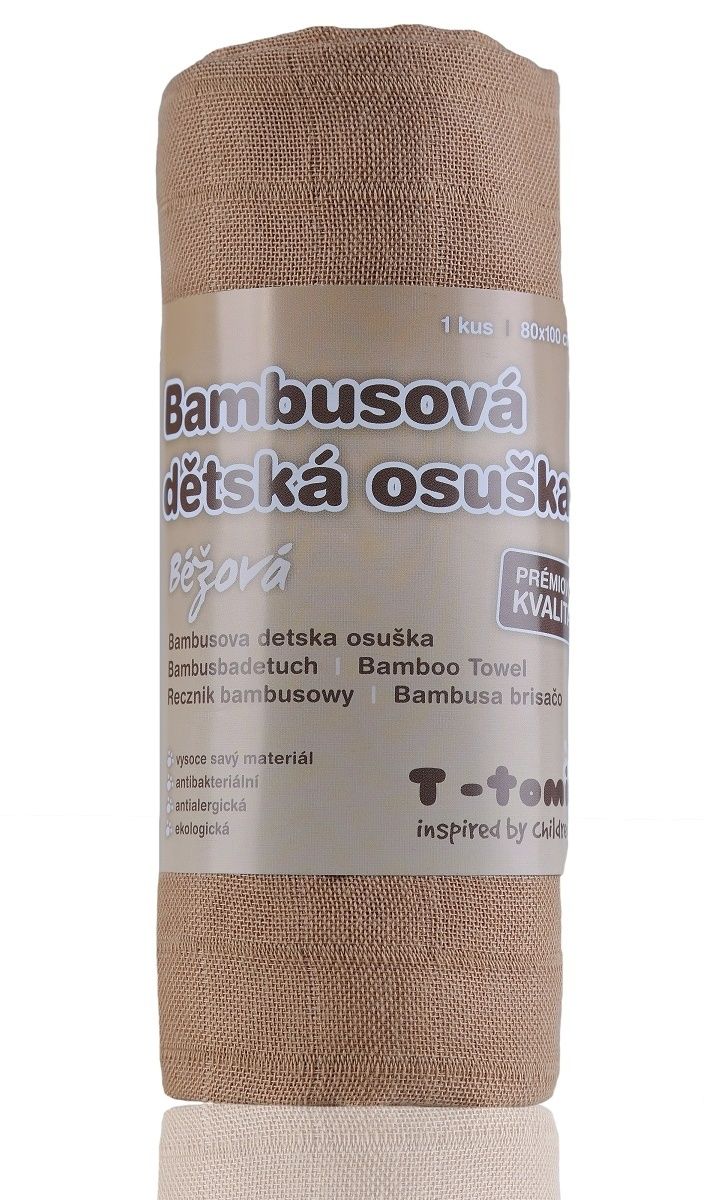 1 kus | 80x100 c
Bambusová
dětská osuška
Béžová
PRÉMIO
KVALIT
Bambusova detska osuška
Bambusbadetuch | Bamboo Towel
Recznik bambusowy | Bambusa brisačo
vysoce savý materiál
antibakteriální
antialergická
ekologická
T-tomi
inspired by Childre